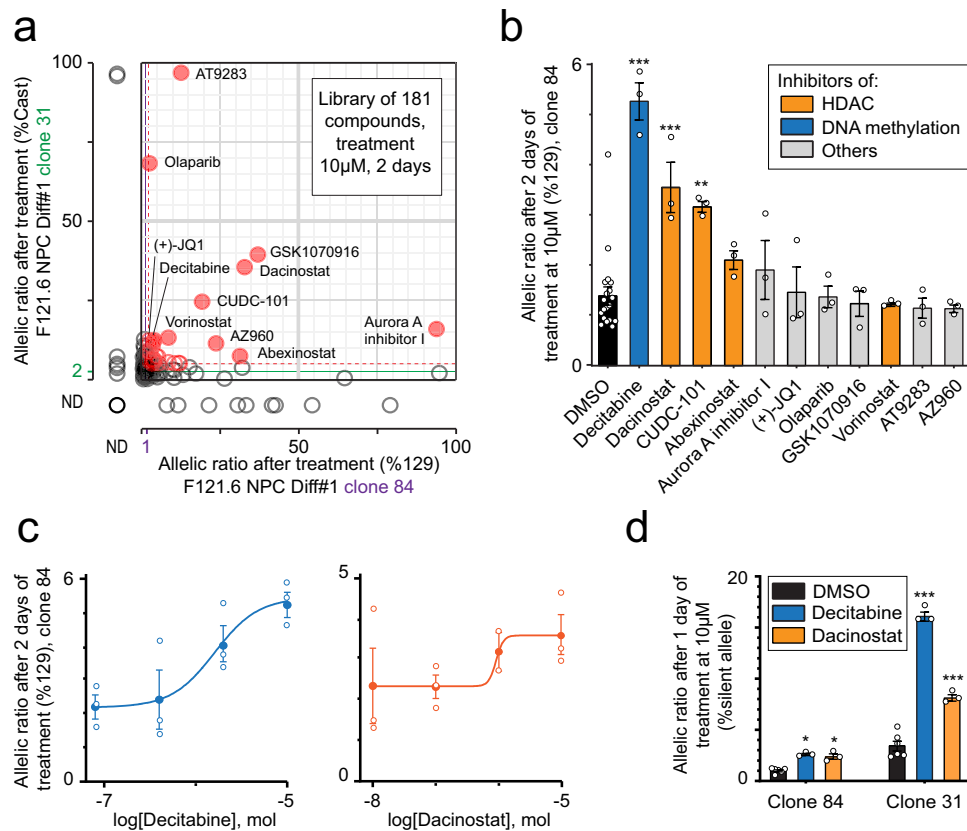 a
Allelic ratio after treatment (%Cast)
F121.6 NPC Diff#1 clone 31
100
50
2
ND
AT9283
Library of 181
compounds,
treatment
10µM, 2 days
Olaparib
(+)-JQ1
Decitabine
GSK1070916
Dacinostat
CUDC-101
Vorinostat
AZ960
Abexinostat
Aurora A
inhibitor I
ND
1
50
100
Allelic ratio after treatment (%129)
F121.6 NPC Diff#1 clone 84
b
Allelic ratio after 2 days of
treatment at 10µM (%129), clone 84
6
0
***
***
**
Inhibitors of:
HDAC
DNA methylation
Others
DMSO
Decitabine
Dacinostat
CUDC-101
Abexinostat
Aurora A inhibitor I
(+)-JQ1
Olaparib
GSK1070916
Vorinostat
AT9283
AZ960
c
Allelic ratio after 2 days of
treatment (%129), clone 84
6
0
-7
-5
log[Decitabine], mol
5
0
-8
-5
log[Dacinostat], mol
d
Allelic ratio after 1 day of
treatment at 10µM
(%silent allele)
20
0
DMSO
Decitabine
Dacinostat
*
*
***
***
Clone 84
Clone 31